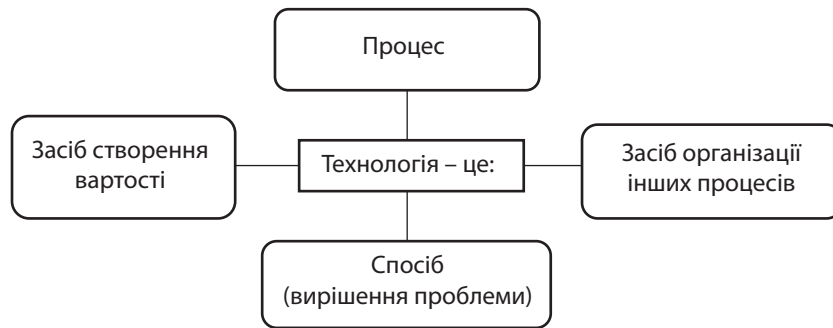 Процес
Засіб створення
вартості
Технологія – це:
Засіб організації
інших процесів
Спосіб
(вирішення проблеми)